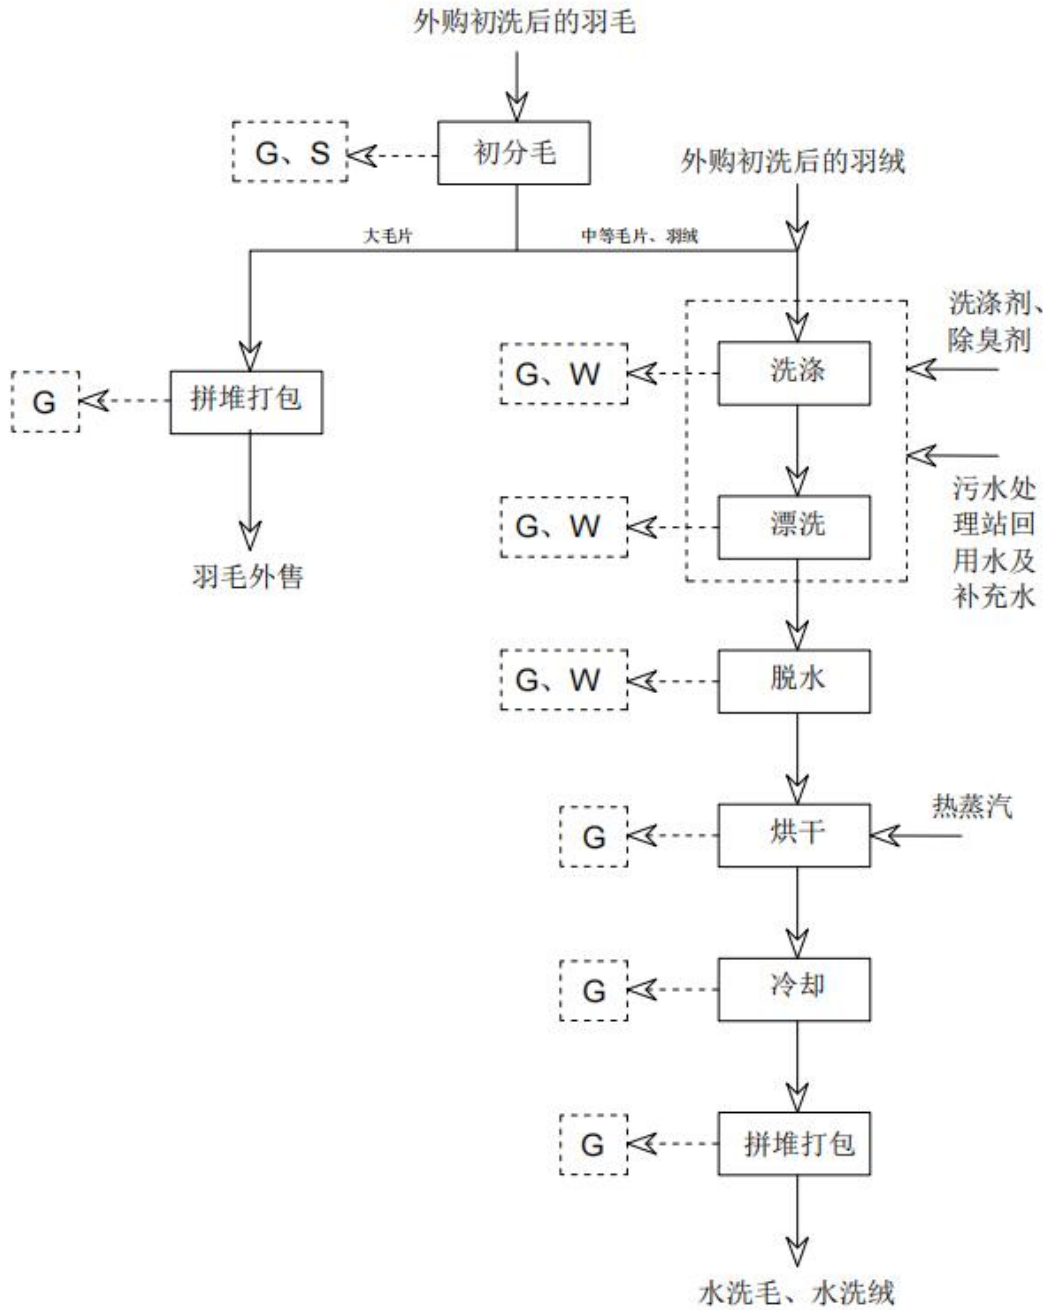 外购初洗后的羽毛
G、S
初分毛
外购初洗后的羽绒
大毛片
中等毛片、羽绒
洗涤剂、
除臭剂
G、W
洗涤
G
拼堆打包
污水处
理站回
用水及
补充水
G、W
漂洗
羽毛外售
G、W
脱水
热蒸汽
G
烘干
G
冷却
G
拼堆打包
水洗毛、水洗绒